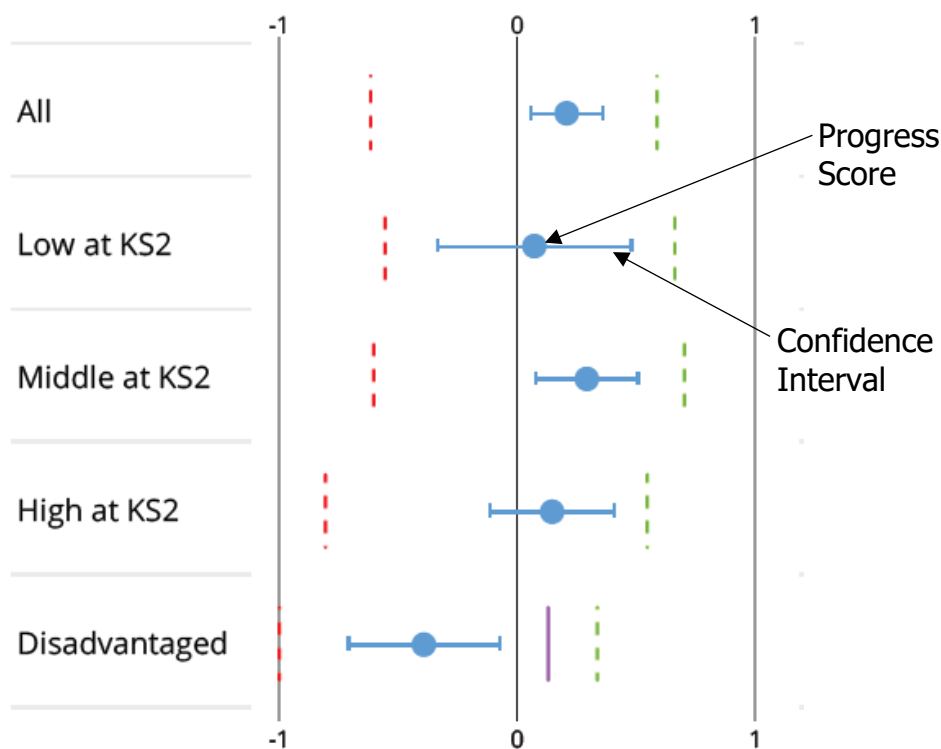 -1 0 1
All
Progress
Score
Low at KS2
Confidence
Interval
Middle at KS2
High at KS2
Disadvantaged
-1 0 1